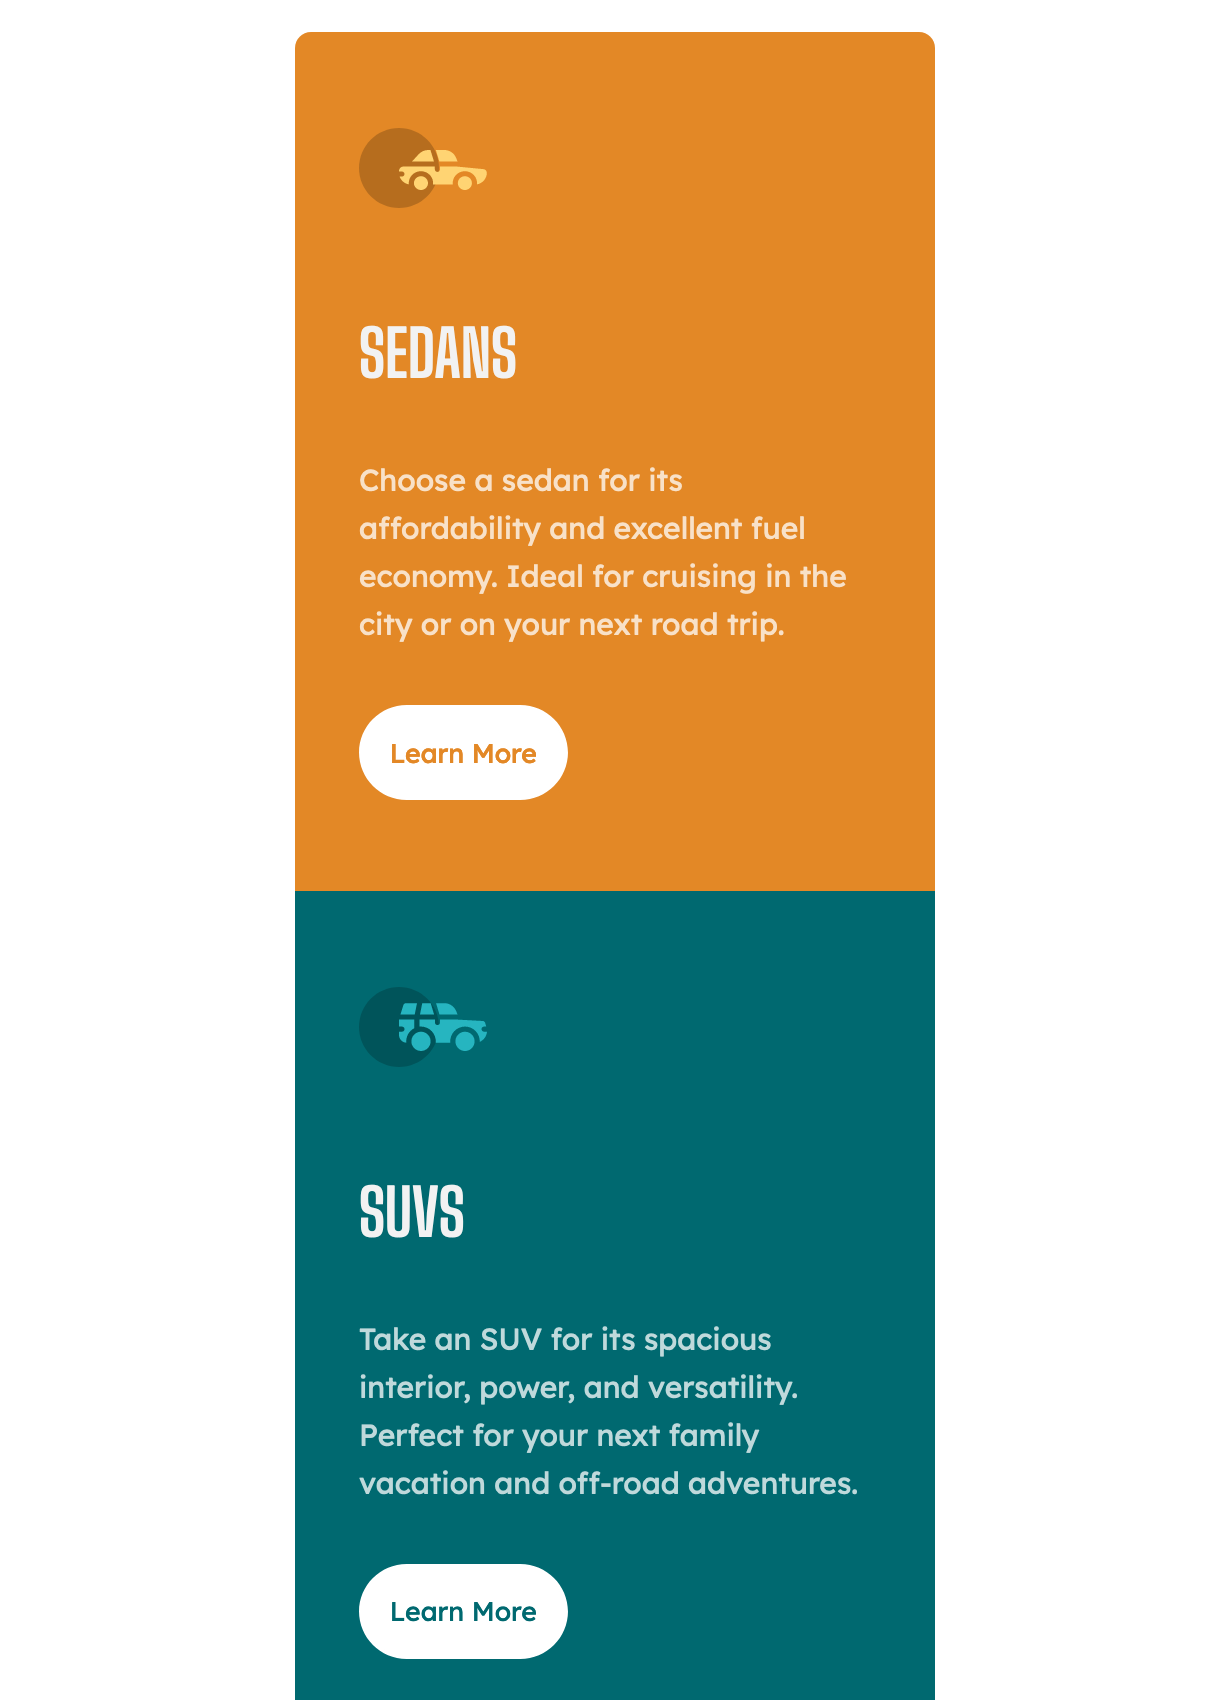 SEDANS
Choose a sedan for its
affordability and excellent fuel
economy. Ideal for cruising in the
city or on your next road trip.
Learn More
SUVS
Take an SUV for its spacious
interior, power, and versatility.
Perfect for your next family
vacation and off-road adventures.
Learn More